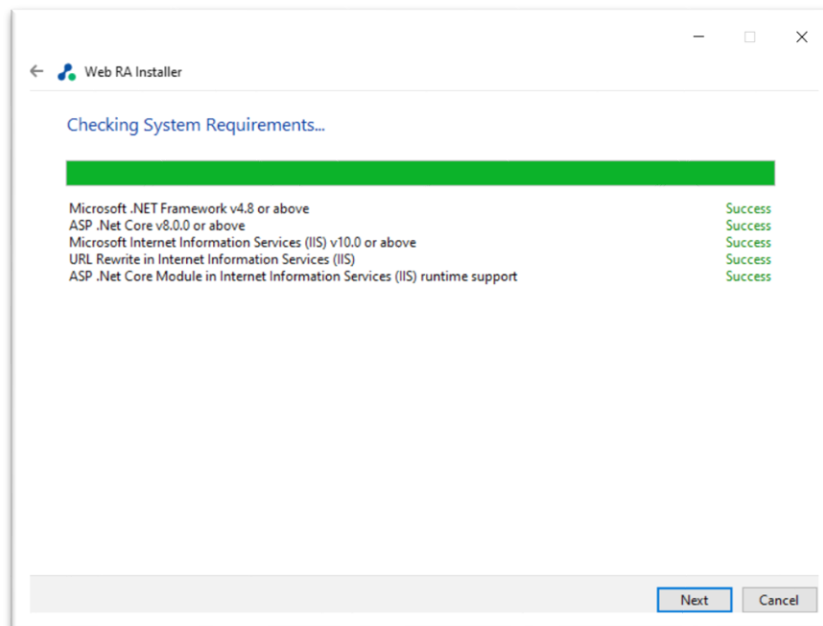 Web RA Installer
Checking System Requirements...
Microsoft .NET Framework v4.8 or above Success
ASP .Net Core v8.0.0 or above Success
Microsoft Internet Information Services (IIS) v10.0 or above Success
URL Rewrite in Internet Information Services (IIS) Success
ASP .Net Core Module in Internet Information Services (IIS) runtime support Success
Next Cancel